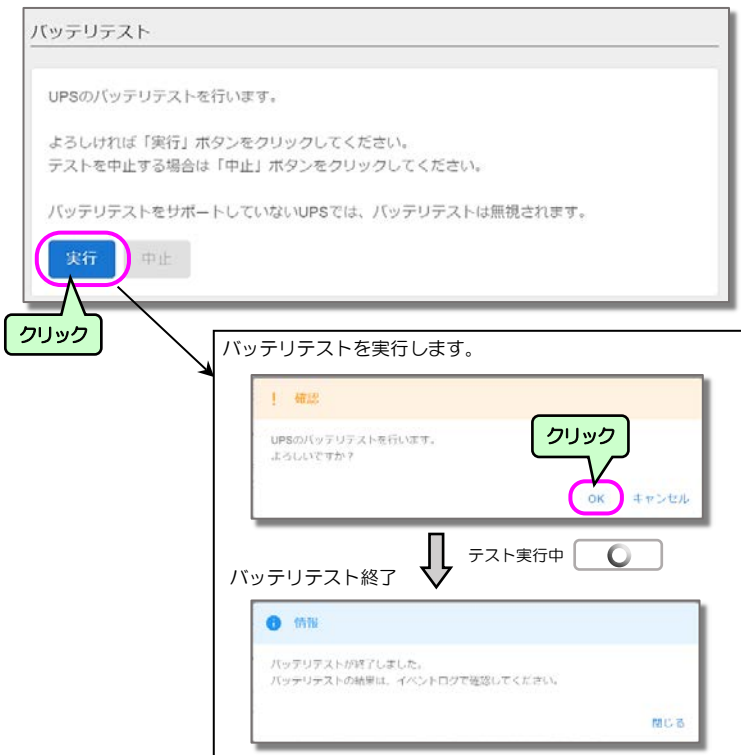 バッテリテスト
UPSのバッテリテストを行います。
よろしければ「実行」ボタンをクリックしてください。
テストを中止する場合は「中止」ボタンをクリックしてください。
バッテリテストをサポートしていないUPSでは、バッテリテストは無視されます。
実行 中止
クリック
バッテリテストを実行します。
! 確認
UPSのバッテリテストを行います。
よろしいですか？
クリック
OK キャンセル
テスト実行中
バッテリテスト終了
情報
バッテリテストが終了しました。
バッテリテストの結果は、イベントログで確認してください。
閉じる